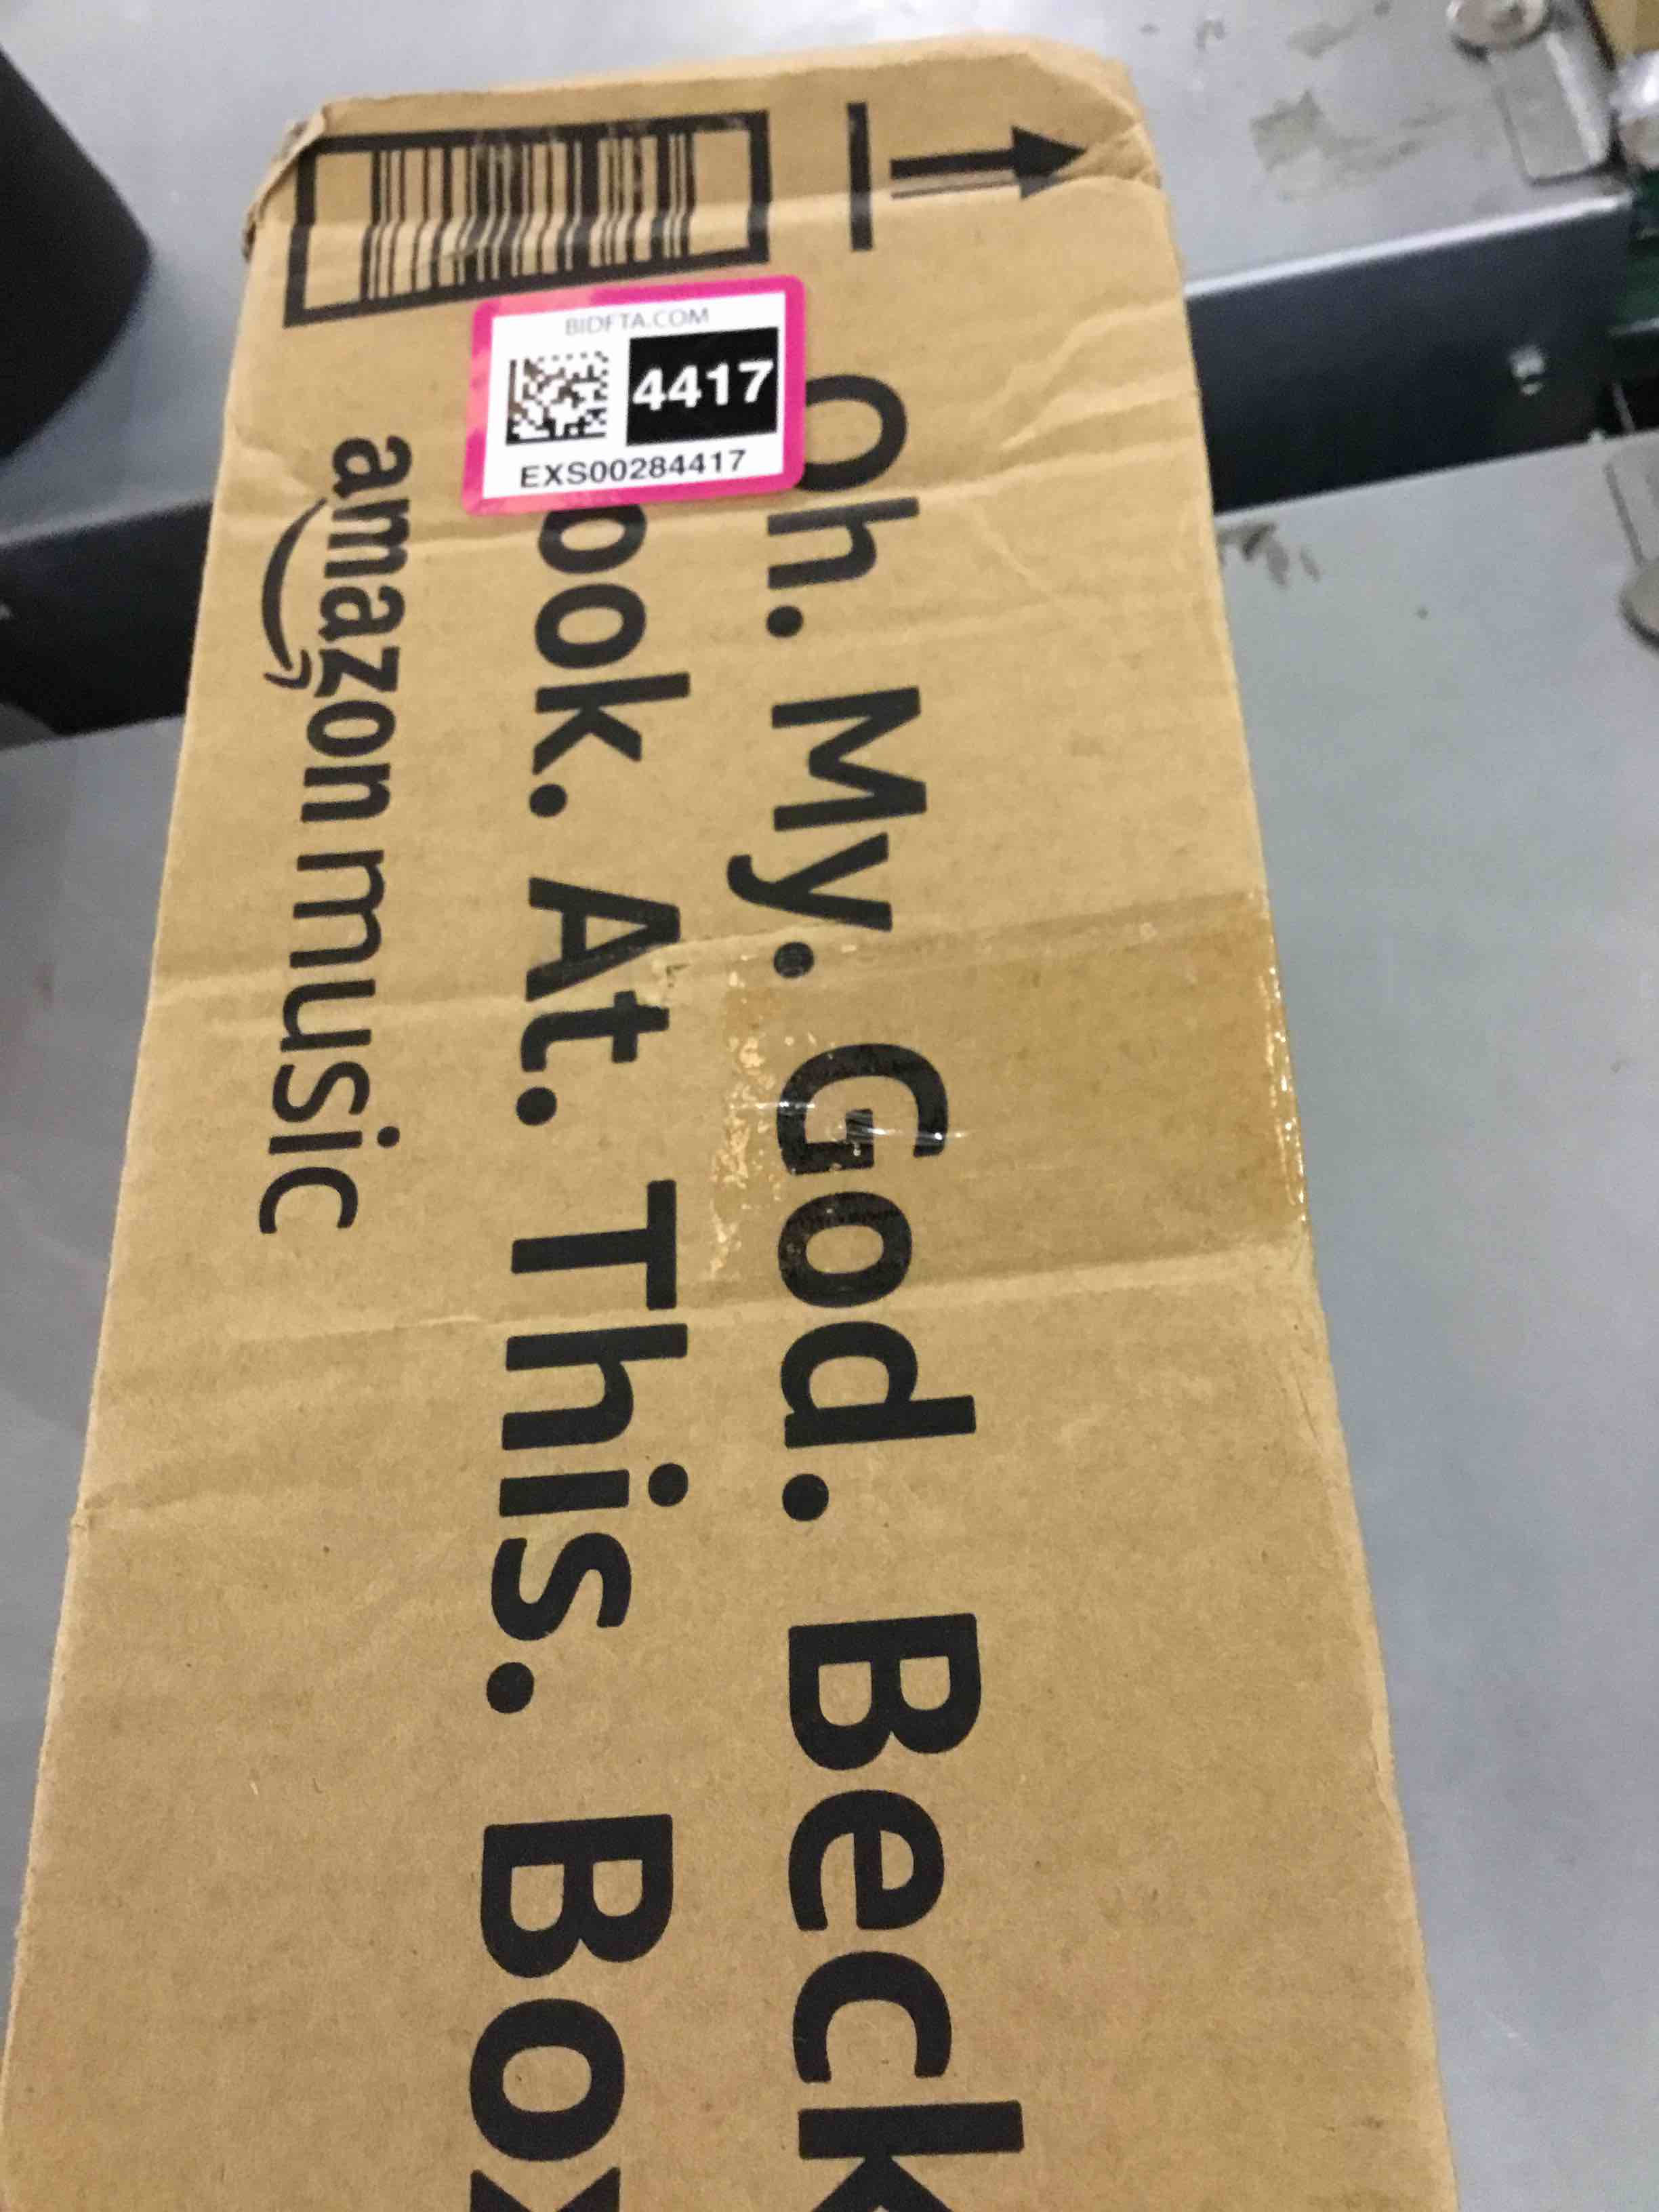 BIDFTA.COM
4417
EXS00284417
Oh. My. God. Beck
ook. At. This. Box
amazon music